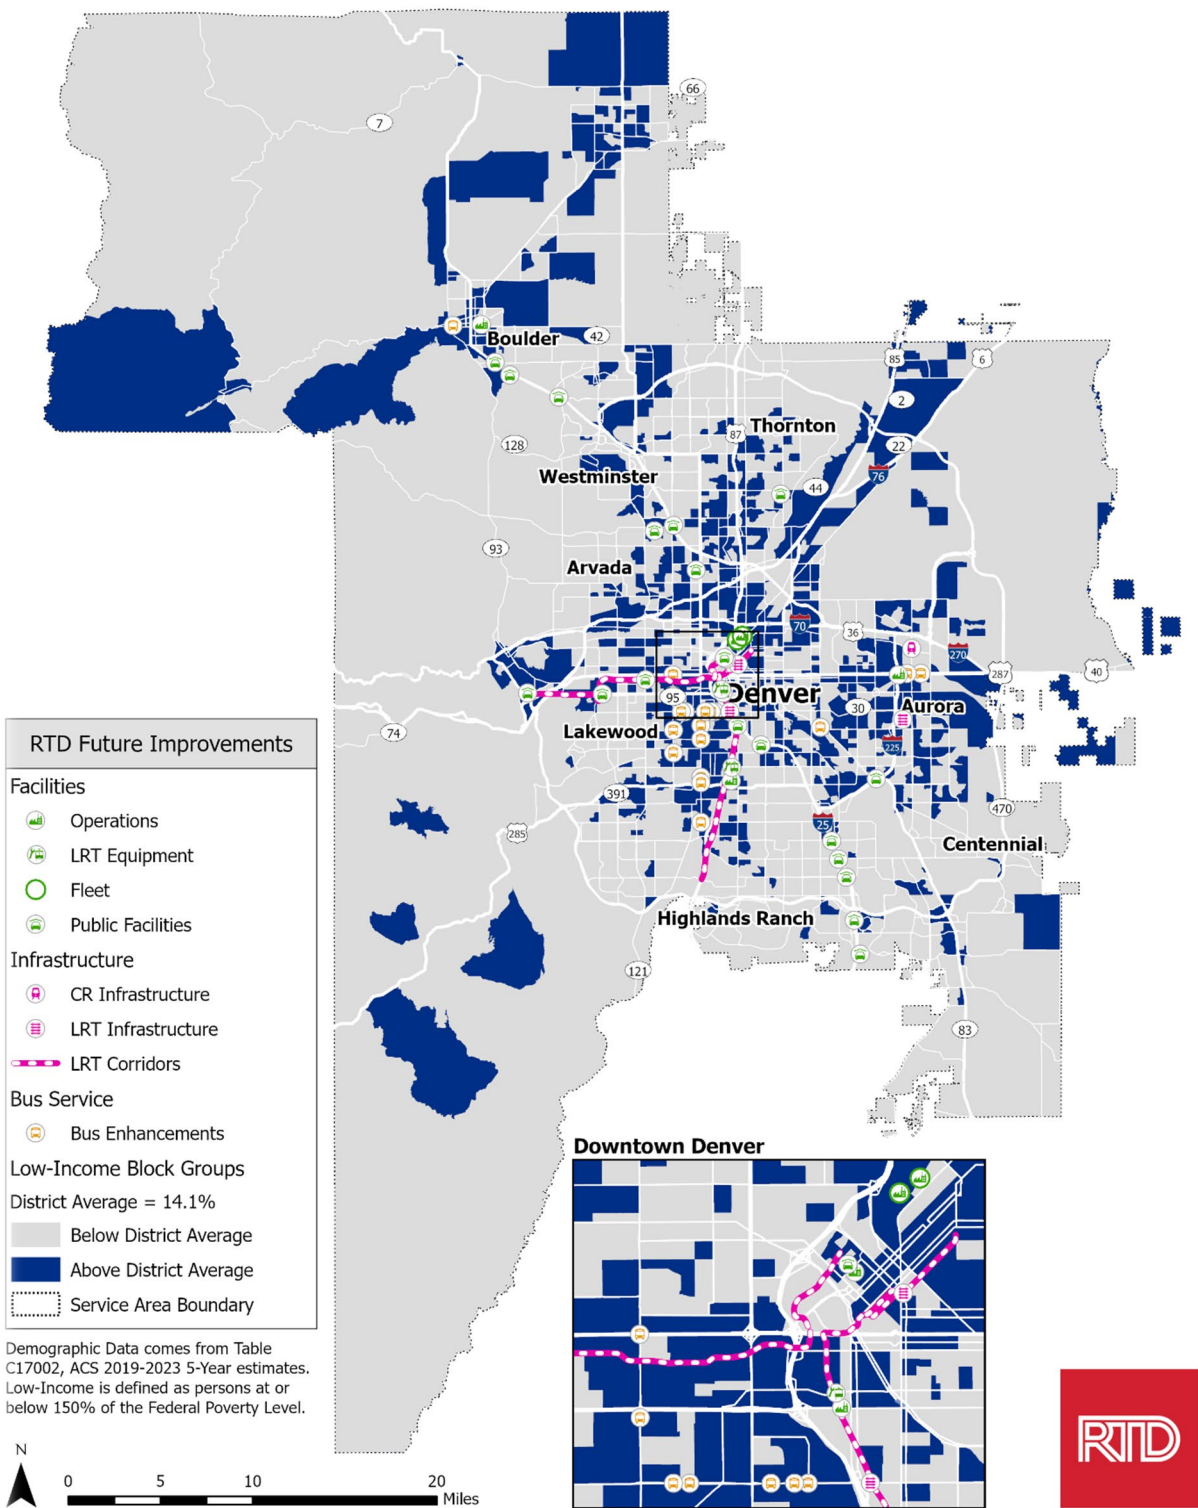 66
7
Boulder
42
85
6
2
Thornton
87
128
22
Westminster
76
44
93
Arvada
70
36
270
287
40
Denver
95
30
Aurora
74
Lakewood
225
391
470
285
25
Centennial
Highlands Ranch
121
83
RTD Future Improvements
Facilities
Operations
LRT Equipment
Fleet
Public Facilities
Infrastructure
CR Infrastructure
LRT Infrastructure
LRT Corridors
Bus Service
Bus Enhancements
Low-Income Block Groups
District Average = 14.1%
Below District Average
Above District Average
Service Area Boundary
Demographic Data comes from Table
C17002, ACS 2019-2023 5-Year estimates.
Low-Income is defined as persons at or
below 150% of the Federal Poverty Level.
N
0 5 10 20
Miles
Downtown Denver
RTD